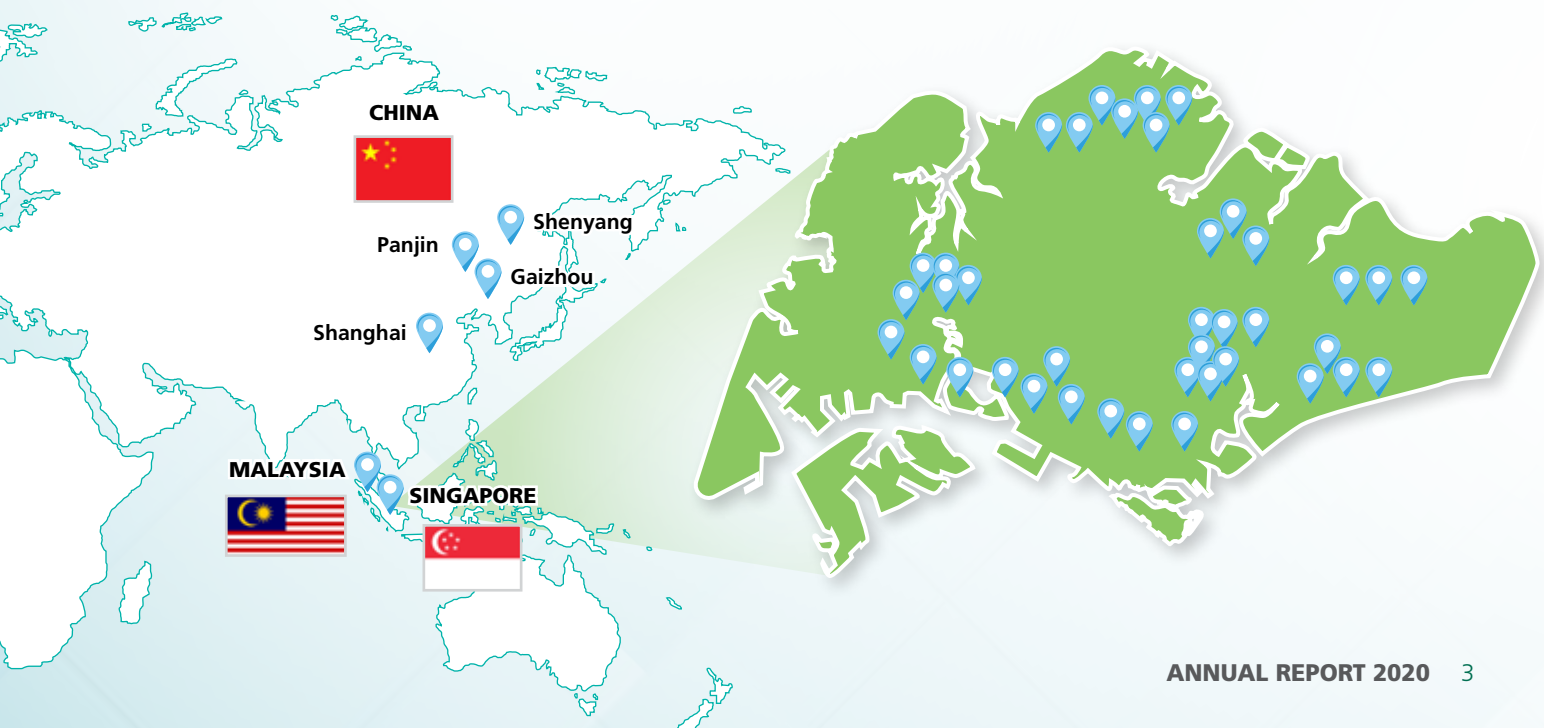 CHINA
Shenyang
Panjin
Gaizhou
Shanghai
MALAYSIA
SINGAPORE
ANNUAL REPORT 2020 3